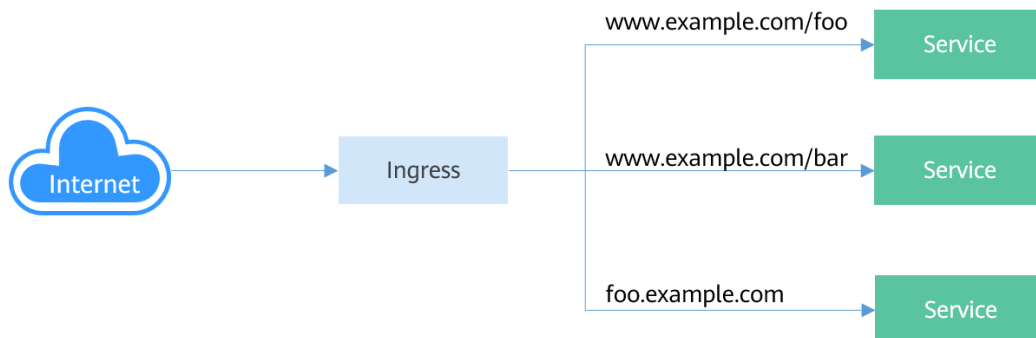 www.example.com/foo
Service
Internet
Ingress
www.example.com/bar
Service
foo.example.com
Service